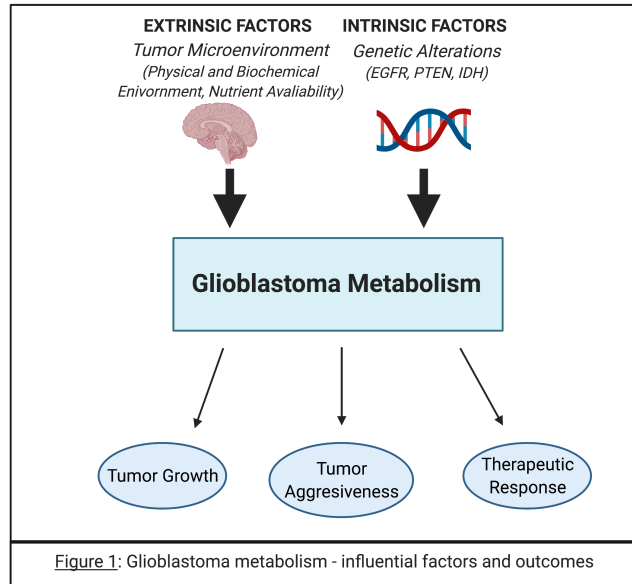 EXTRINSIC FACTORS
Tumor Microenvironment
(Physical and Biochemical
Enivornment, Nutrient Avaliability)
INTRINSIC FACTORS
Genetic Alterations
(EGFR, PTEN, IDH)
Glioblastoma Metabolism
Tumor Growth
Tumor
Aggresiveness
Therapeutic
Response
Figure 1: Glioblastoma metabolism - influential factors and outcomes